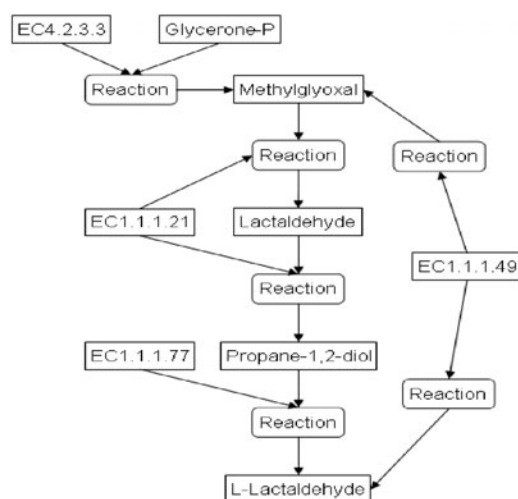 EC4.2.3.3
Glycerone-P
Reaction
Methylglyoxal
Reaction
Reaction
EC1.1.1.21
Lactaldehyde
EC1.1.1.49
Reaction
EC1.1.1.77
Propane-1,2-diol
Reaction
Reaction
L-Lactaldehyde